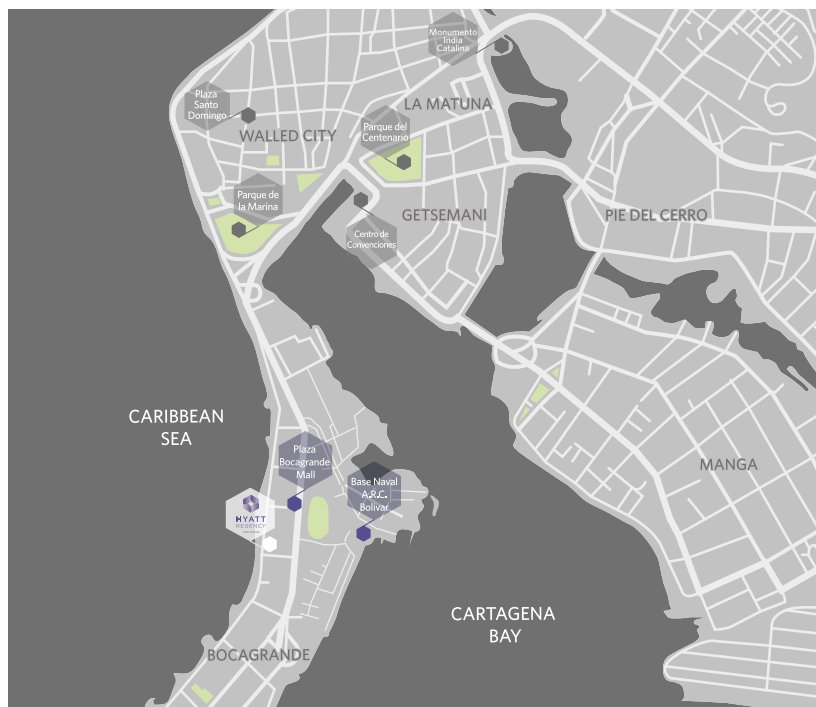 Monumento
India
Catalina
Plaza
Santo
Domingo
LA MATUNA
WALLED CITY
Parque del
Centenario
Parque de
la Marina
GETSEMANI
PIE DEL CERRO
Centro de
Convenciones
CARIBBEAN
SEA
Plaza
Bocagrande
Mall
MANGA
Base Naval
A.R.C.
Bolivar
HYATT
REGENCY
CARTAGENA
BAY
BOCAGRANDE